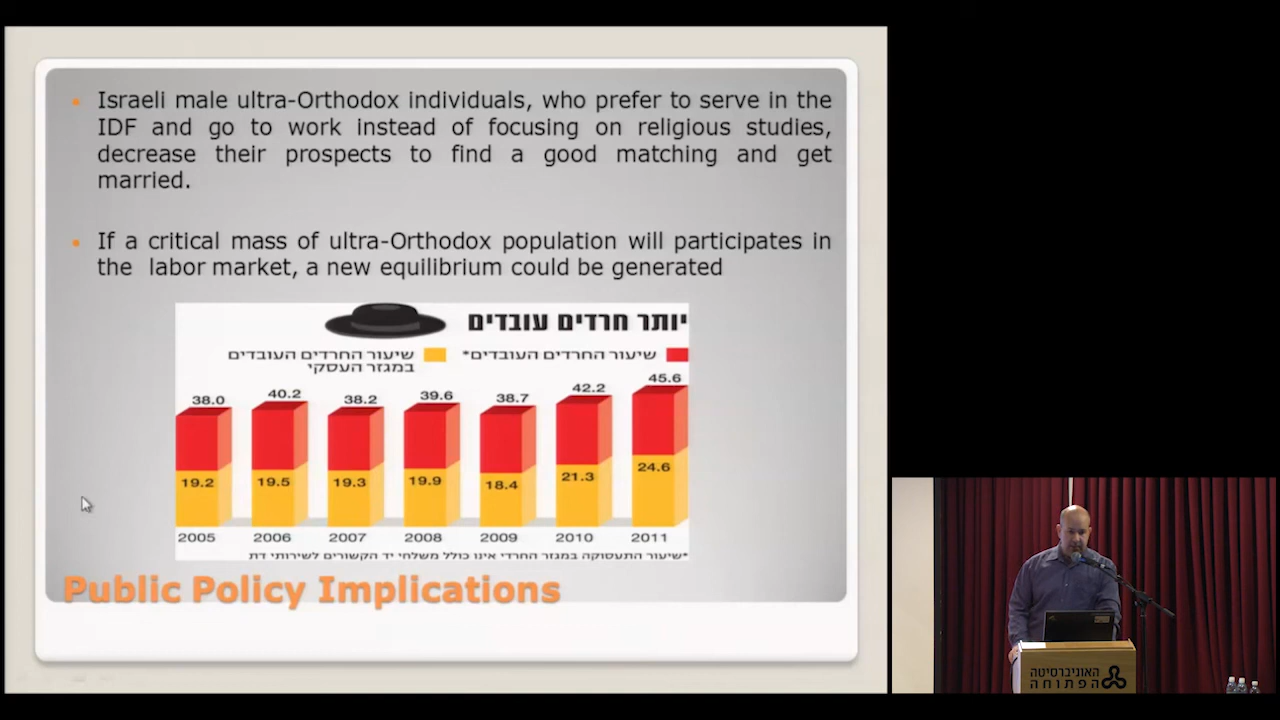 Israeli male ultra-Orthodox individuals, who prefer to serve in the
IDF and go to work instead of focusing on religious studies,
decrease their prospects to find a good matching and get
married.
If a critical mass of ultra-Orthodox population will participates in
the labor market, a new equilibrium could be generated
יותר חרדים עובדים
שיעור החרדים העובדים*
שיעור החרדים העובדים
במגזר העסקי
38.0 40.2 38.2 39.6 38.7 42.2 45.6
19.2 19.5 19.3 19.9 18.4 21.3 24.6
2005 2006 2007 2008 2009 2010 2011
*שיעור התעסוקה במגזר החרדי אינו כולל משלחי יד הקשורים לשירותי דת
Public Policy Implications
האוניברסיטה
הפתוחה